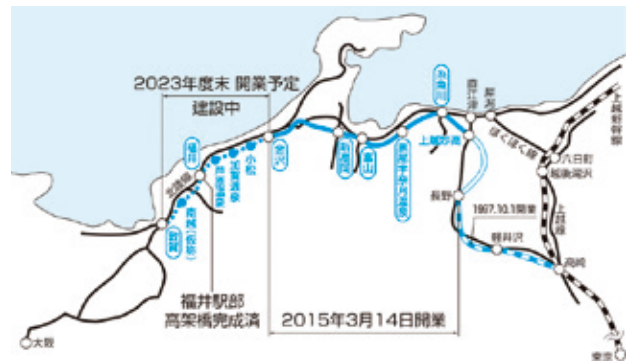 2023年度末 開業予定
建設中
敦賀
南越(仮称)
北陸線
福井
芦原温泉
加賀温泉
小松
金沢
新高岡
富山
黒部宇奈月温泉
糸魚川
上越妙高
直江津
犀潟
ほくほく線
六日町
越後湯沢
上越新幹線
上越線
長野
1997.10.1開業
軽井沢
高崎
東京
大阪
福井駅部
高架橋完成済
2015年3月14日開業